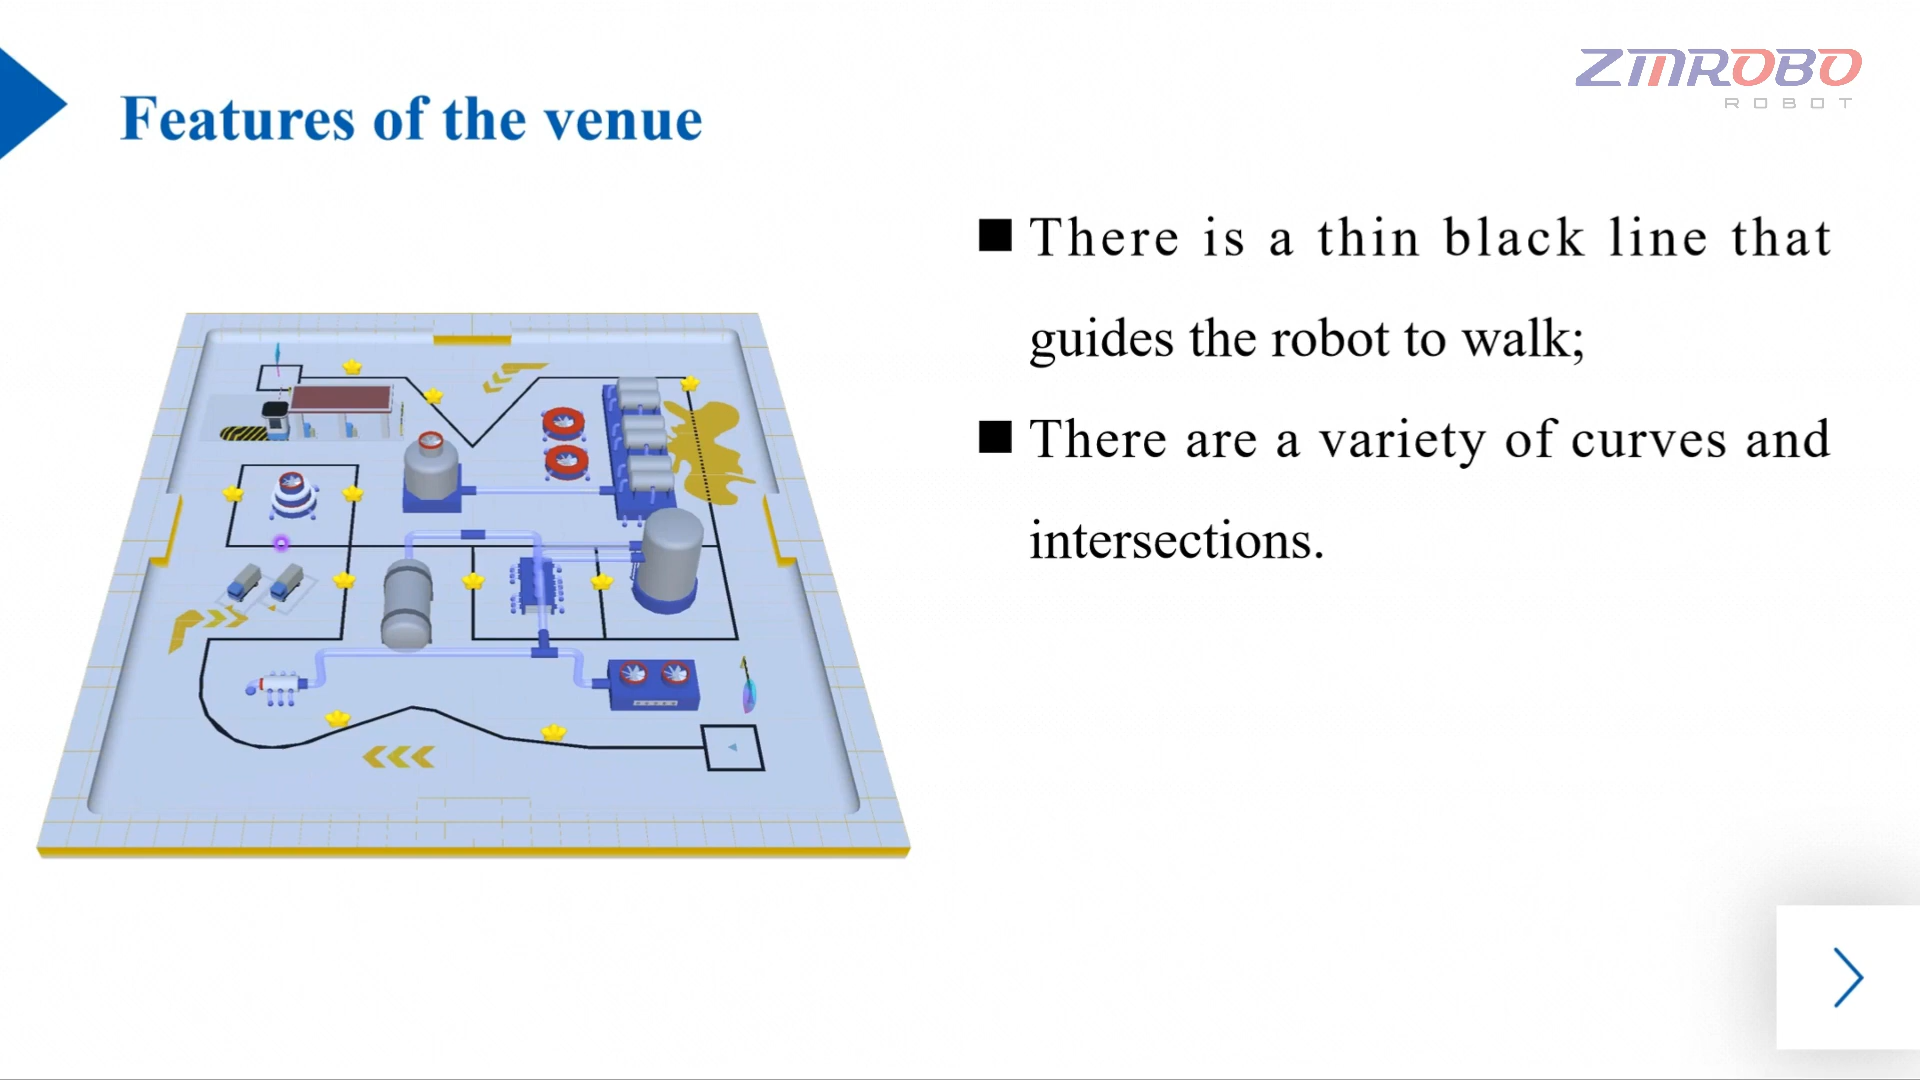 ZMROBO
ROBOT
Features of the venue
■ There is a thin black line that
guides the robot to walk;
■ There are a variety of curves and
intersections.